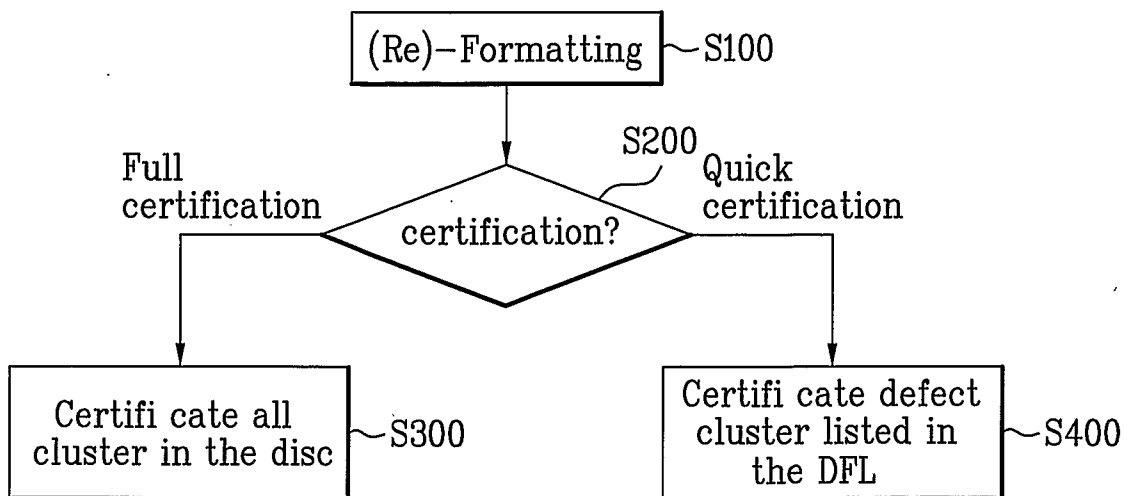 (Re)-Formatting
S100
S200
Full
certification
Quick
certification
certification?
Certifi cate all
cluster in the disc
S300
Certifi cate defect
cluster listed in
the DFL
S400